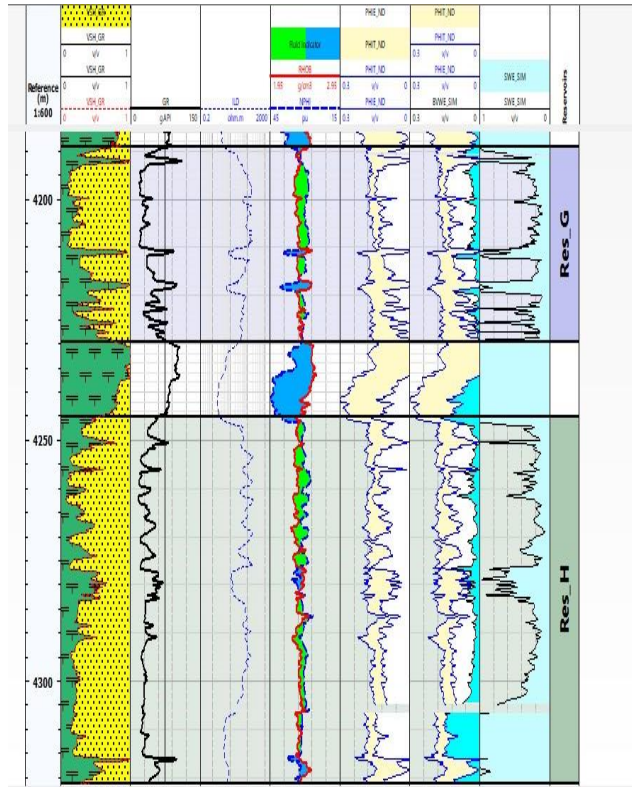 VSH_GR
VSH_GR
0 v/v 1
VSH_GR
0 v/v 1
VSH_GR
0 v/v 1
Reference
(m)
1:600
GR
0 gAPI 150
ILD
0.2 ohm.m 2000
Fluid Indicator
RHOB
1.95 g/cm3 2.95
NPHI
45 pu -15
PHIE_ND
PHIT_ND
PHIT_ND
0.3 v/v 0
PHIE_ND
0.3 v/v 0
PHIT_ND
PHIT_ND
0.3 v/v 0
PHIE_ND
0.3 v/v 0
BVWE_SIM
0.3 v/v 0
SWE_SIM
SWE_SIM
1 v/v 0
Reservoirs
4200
Res_G
4250
Res_H
4300